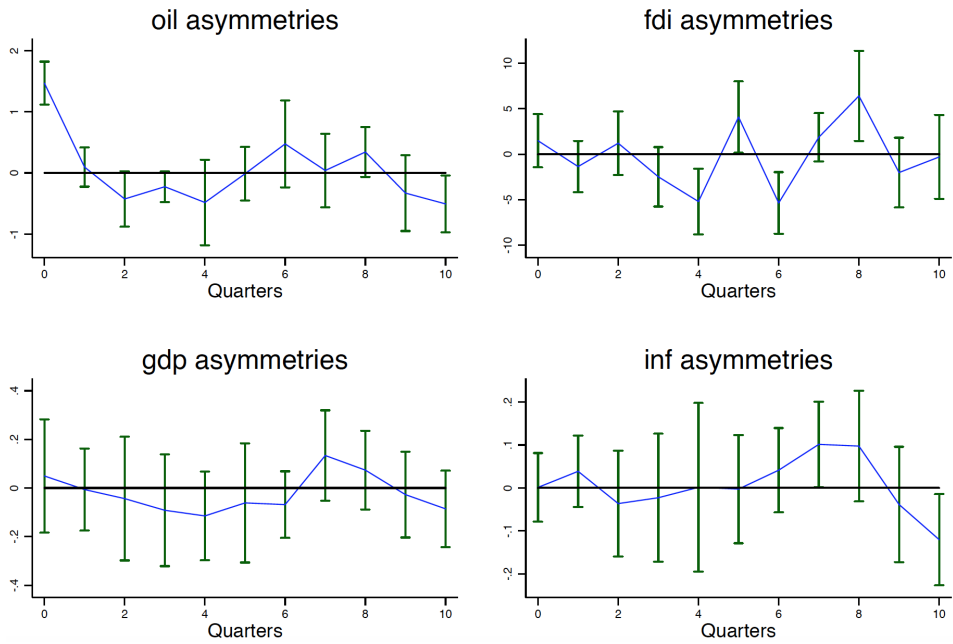 oil asymmetries
2
1
0
-1
0 2 4 6 8 10
Quarters
fdi asymmetries
10
5
0
-5
-10
0 2 4 6 8 10
Quarters
gdp asymmetries
.4
.2
0
-.2
-.4
0 2 4 6 8 10
Quarters
inf asymmetries
.2
.1
0
-.1
-.2
0 2 4 6 8 10
Quarters